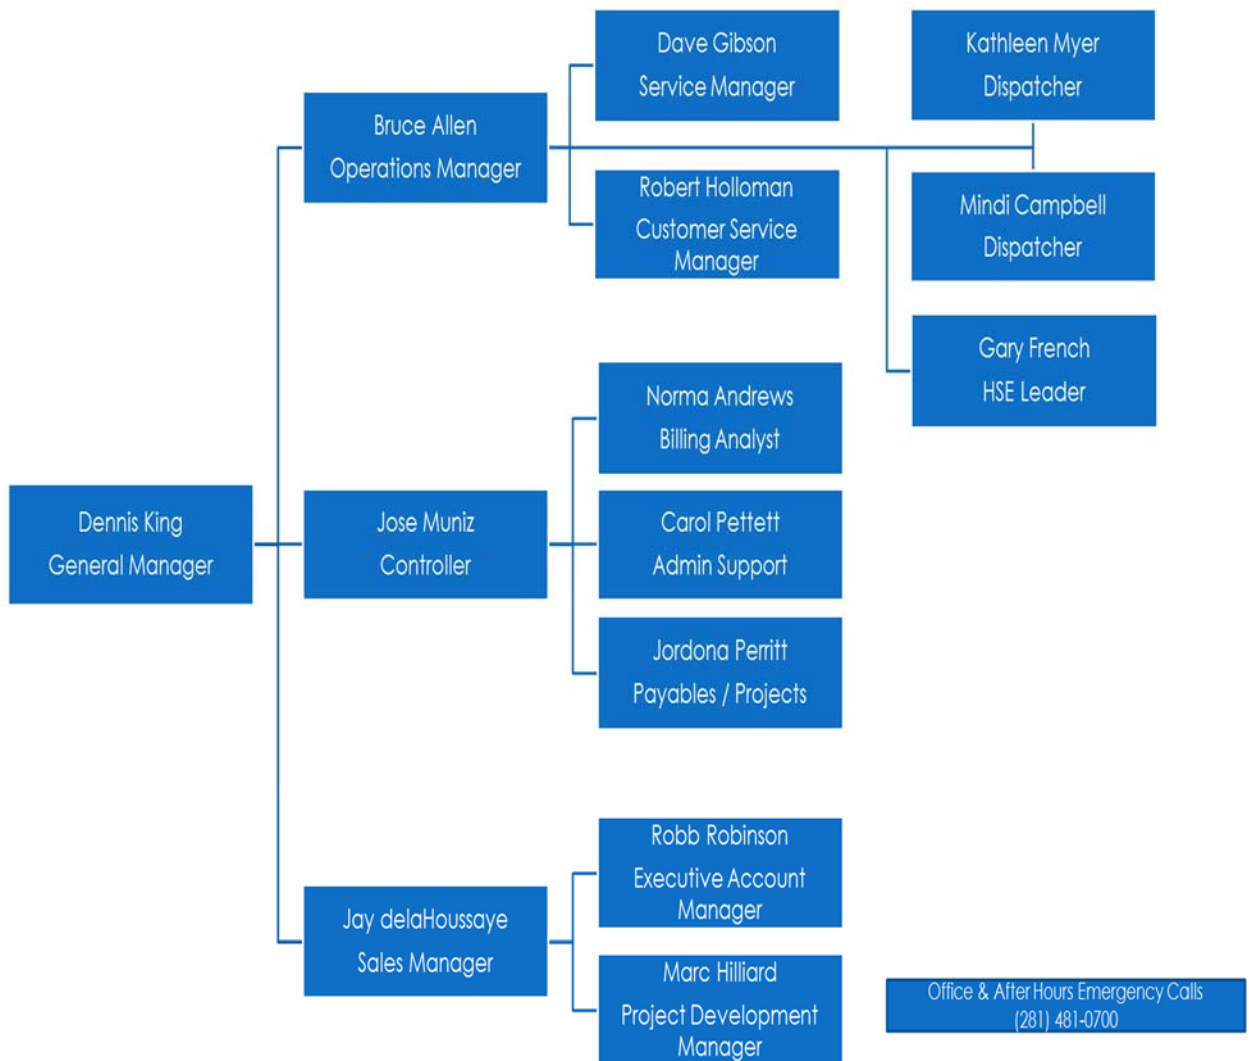 Dave Gibson
Service Manager
Kathleen Myer
Dispatcher
Bruce Allen
Operations Manager
Robert Holloman
Customer Service
Manager
Mindi Campbell
Dispatcher
Gary French
HSE Leader
Norma Andrews
Billing Analyst
Dennis King
General Manager
Jose Muniz
Controller
Carol Pettett
Admin Support
Jordona Perritt
Payables / Projects
Robb Robinson
Executive Account
Manager
Jay delaHoussaye
Sales Manager
Marc Hilliard
Project Development
Manager
Office & After Hours Emergency Calls
(281) 481-0700